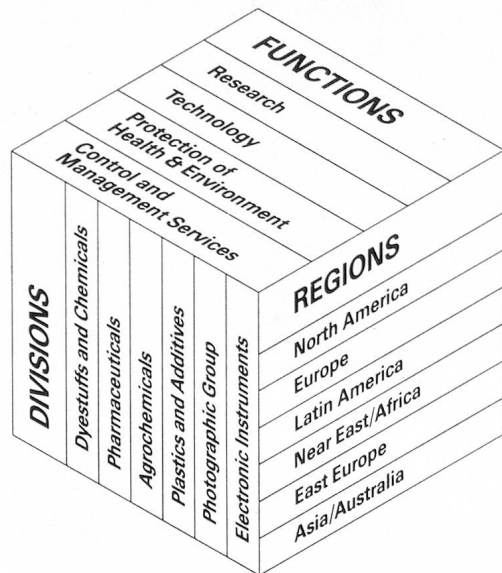 FUNCTIONS
Research
Technology
Protection of
Health & Environment
Control and
Management Services
DIVISIONS
Dyestuffs and Chemicals
Pharmaceuticals
Agrochemicals
Plastics and Additives
Photographic Group
Electronic Instruments
REGIONS
North America
Europe
Latin America
Near East/Africa
East Europe
Asia/Australia